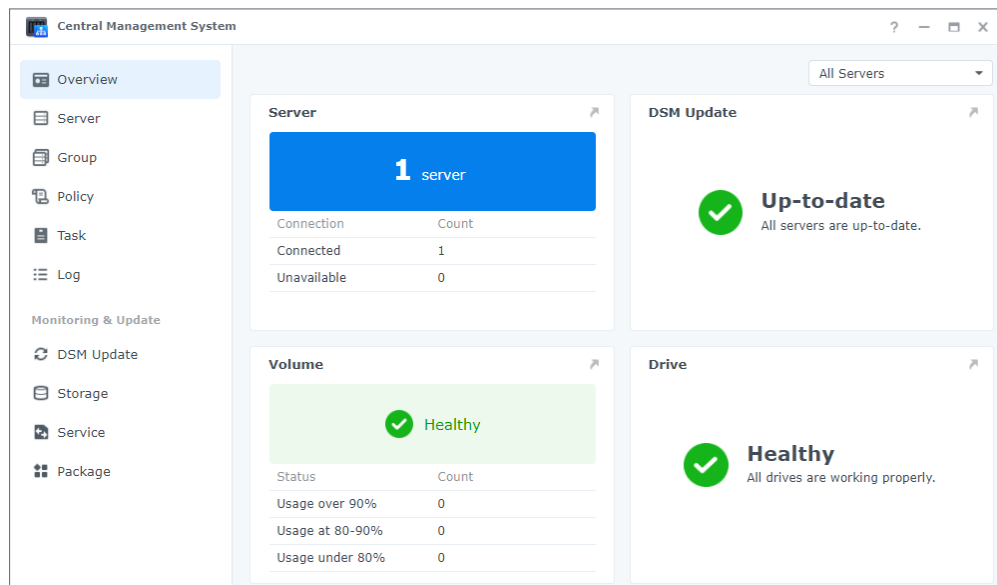 Central Management System
?
All Servers
Overview
Server
Group
Policy
Task
Log
Monitoring & Update
DSM Update
Storage
Service
Package
Server
1 server
Connection Count
Connected 1
Unavailable 0
DSM Update
Up-to-date
All servers are up-to-date.
Volume
Healthy
Status Count
Usage over 90% 0
Usage at 80-90% 0
Usage under 80% 0
Drive
Healthy
All drives are working properly.